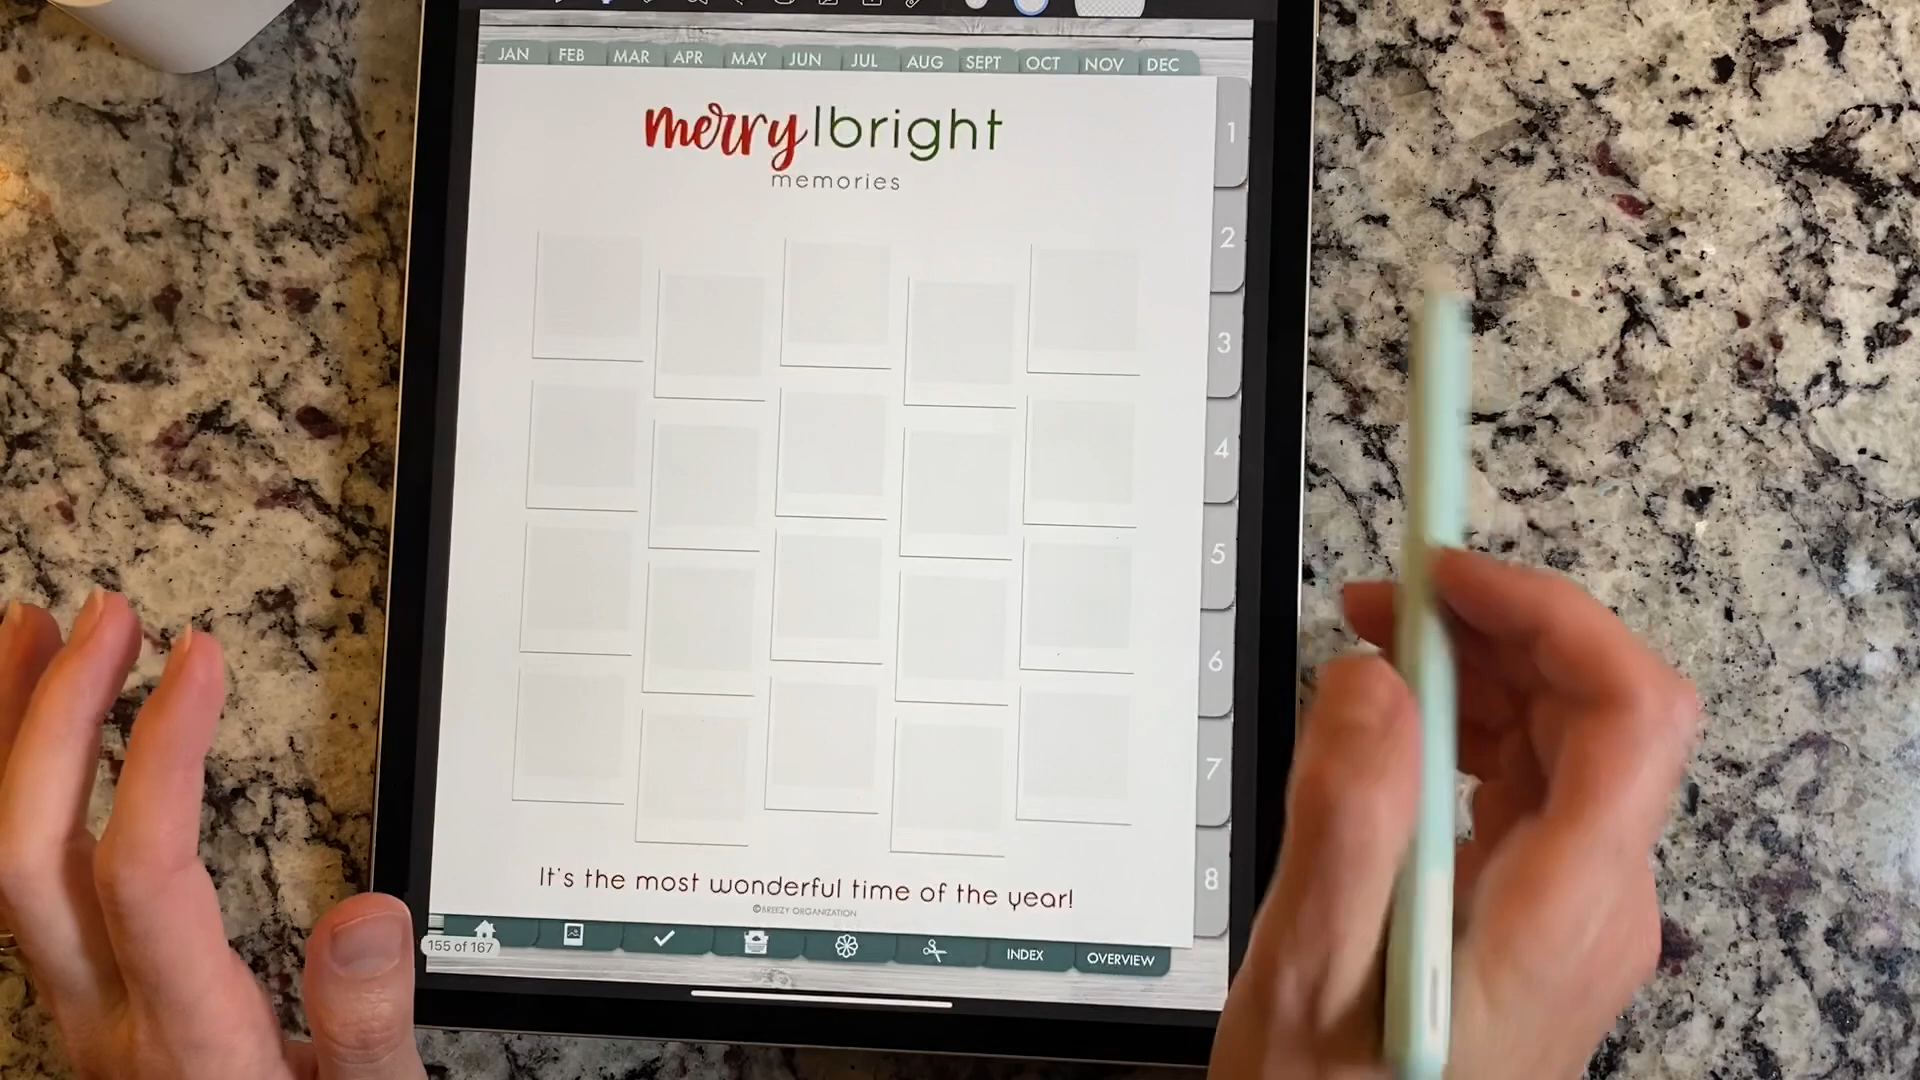 JAN FEB MAR APR MAY JUN JUL AUG SEPT OCT NOV DEC
merry|bright
memories
1
2
3
4
5
6
7
8
It's the most wonderful time of the year!
©BREEZY ORGANIZATION
155 of 167
INDEX
OVERVIEW